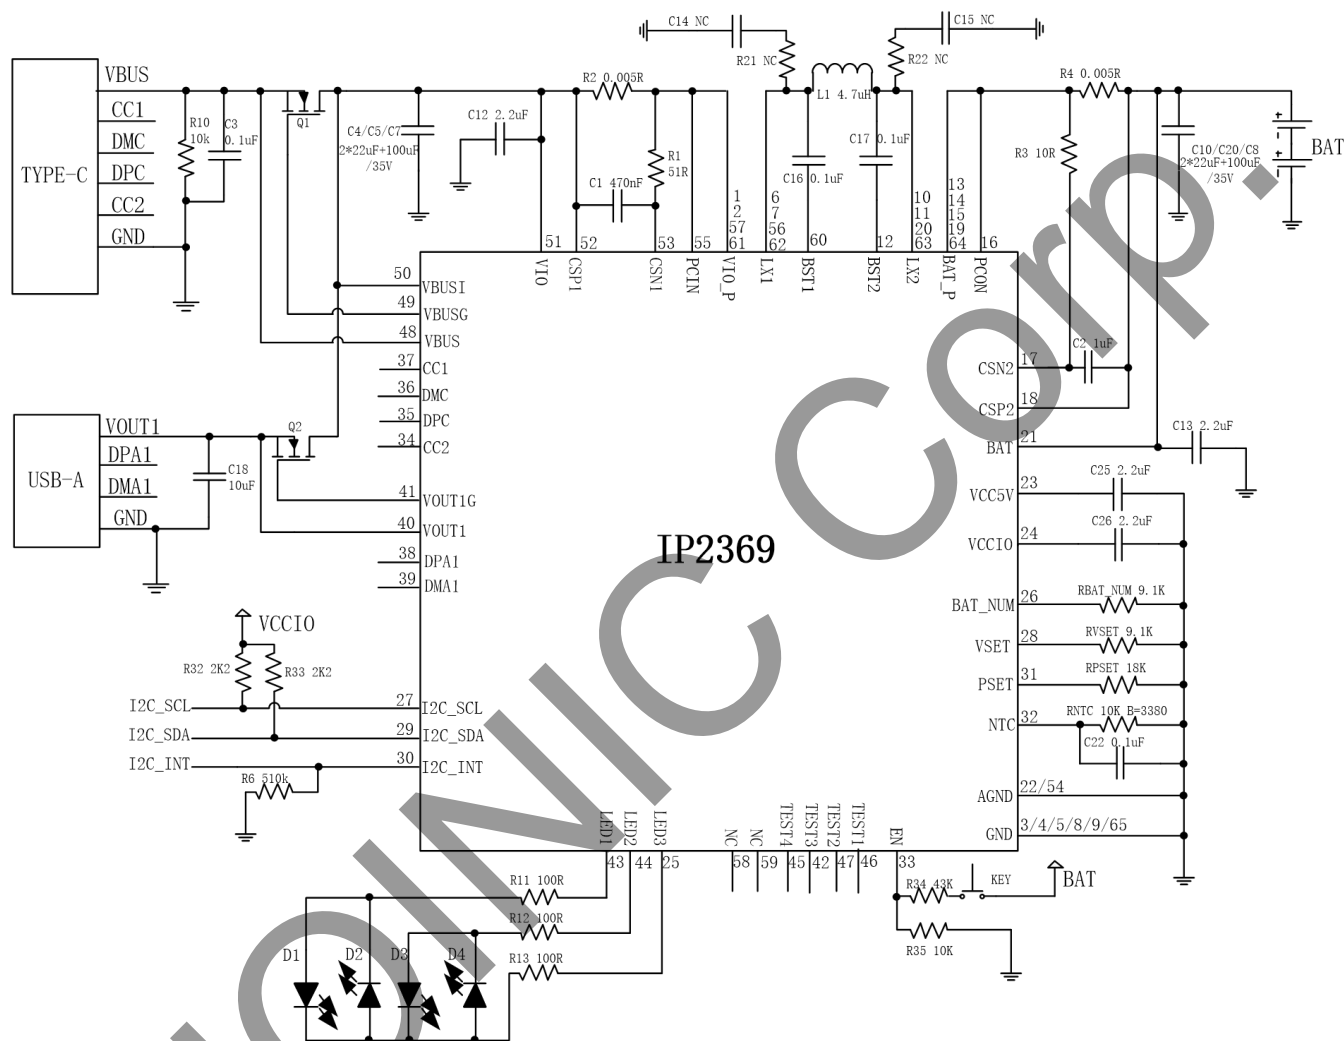 C14 NC
C15 NC
R21 NC
R22 NC
L1 4.7uH
VBUS
CC1
DMC
DPC
CC2
GND
TYPE-C
R10
10k
C3
0.1uF
Q1
C4/C5/C7
2*22uF+100uF
/35V
C12 2.2uF
R2 0.005R
R1
51R
C1 470nF
C16 0.1uF
C17 0.1uF
R4 0.005R
R3 10R
C10/C20/C8
2*22uF+100uF
/35V
BAT
51
52
53
55
1
2
57
61
6
7
56
62
60
12
10
11
20
63
13
14
15
19
64
16
VIO
CSP1
CSN1
PCIN
VIO_P
LX1
BST1
BST2
LX2
BAT_P
PCON
50
VBUSI
49
VBUSG
48
VBUS
37
CC1
36
DMC
35
DPC
34
CC2
41
VOUT1G
40
VOUT1
38
DPA1
39
DMA1
USB-A
VOUT1
DPA1
DMA1
GND
C18
10uF
Q2
C2 1uF
CSN2
17
CSP2
18
BAT
21
C13 2.2uF
VCC5V
23
C25 2.2uF
VCCIO
24
C26 2.2uF
IP2369
BAT_NUM
26
RBAT_NUM 9.1K
VSET
28
RVSET 9.1K
PSET
31
RPSET 18K
NTC
32
RNTC 10K B=3380
C22 0.1uF
AGND
22/54
GND
3/4/5/8/9/65
VCCIO
R32 2K2
R33 2K2
I2C_SCL
27
I2C_SCL
I2C_SDA
29
I2C_SDA
I2C_INT
30
I2C_INT
R6 510k
LED1
LED2
LED3
NC
NC
TEST4
TEST3
TEST2
TEST1
EN
43
44
25
58
59
45
42
47
46
33
R34 43K
KEY
BAT
R35 10K
R11 100R
R12 100R
R13 100R
D1
D2
D3
D4
OINIC Corp.